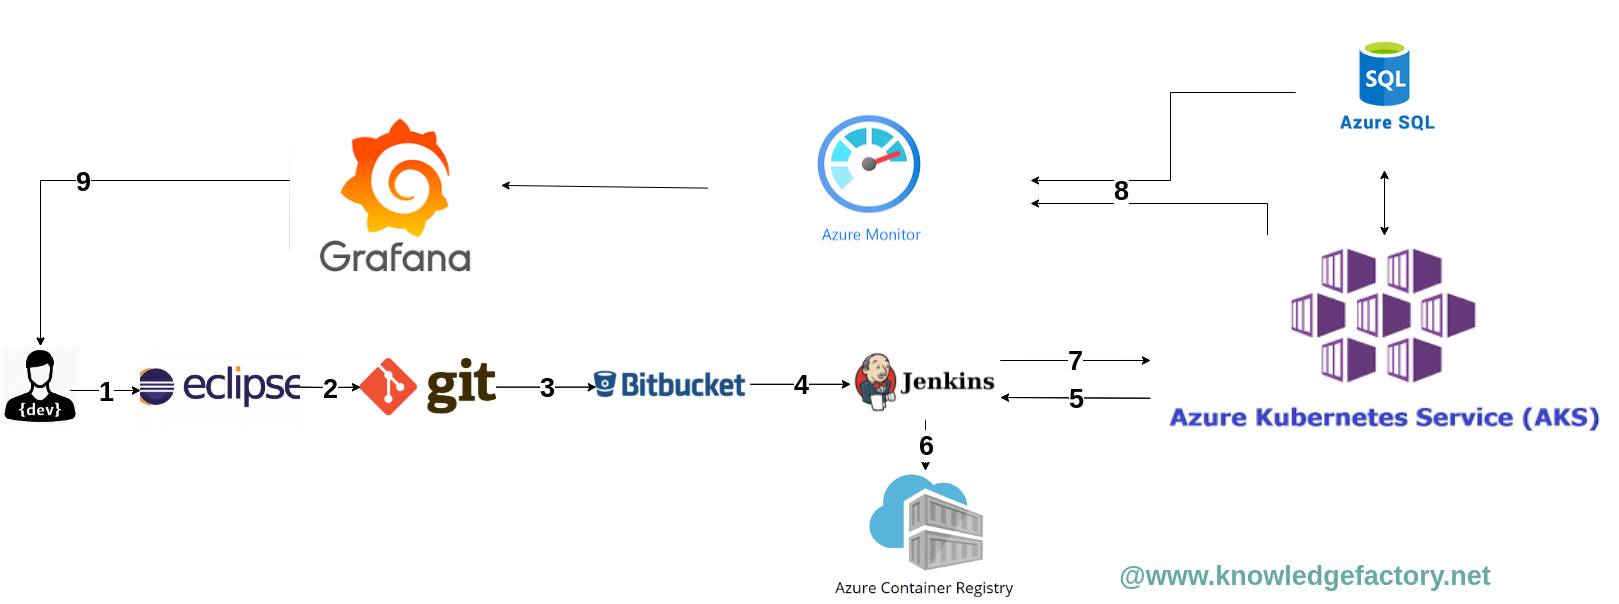 SQL
Azure SQL
9
8
Azure Monitor
Grafana
{dev}
1
eclipse
2
git
3
Bitbucket
4
Jenkins
7
5
Azure Kubernetes Service (AKS)
6
Azure Container Registry
@www.knowledgefactory.net